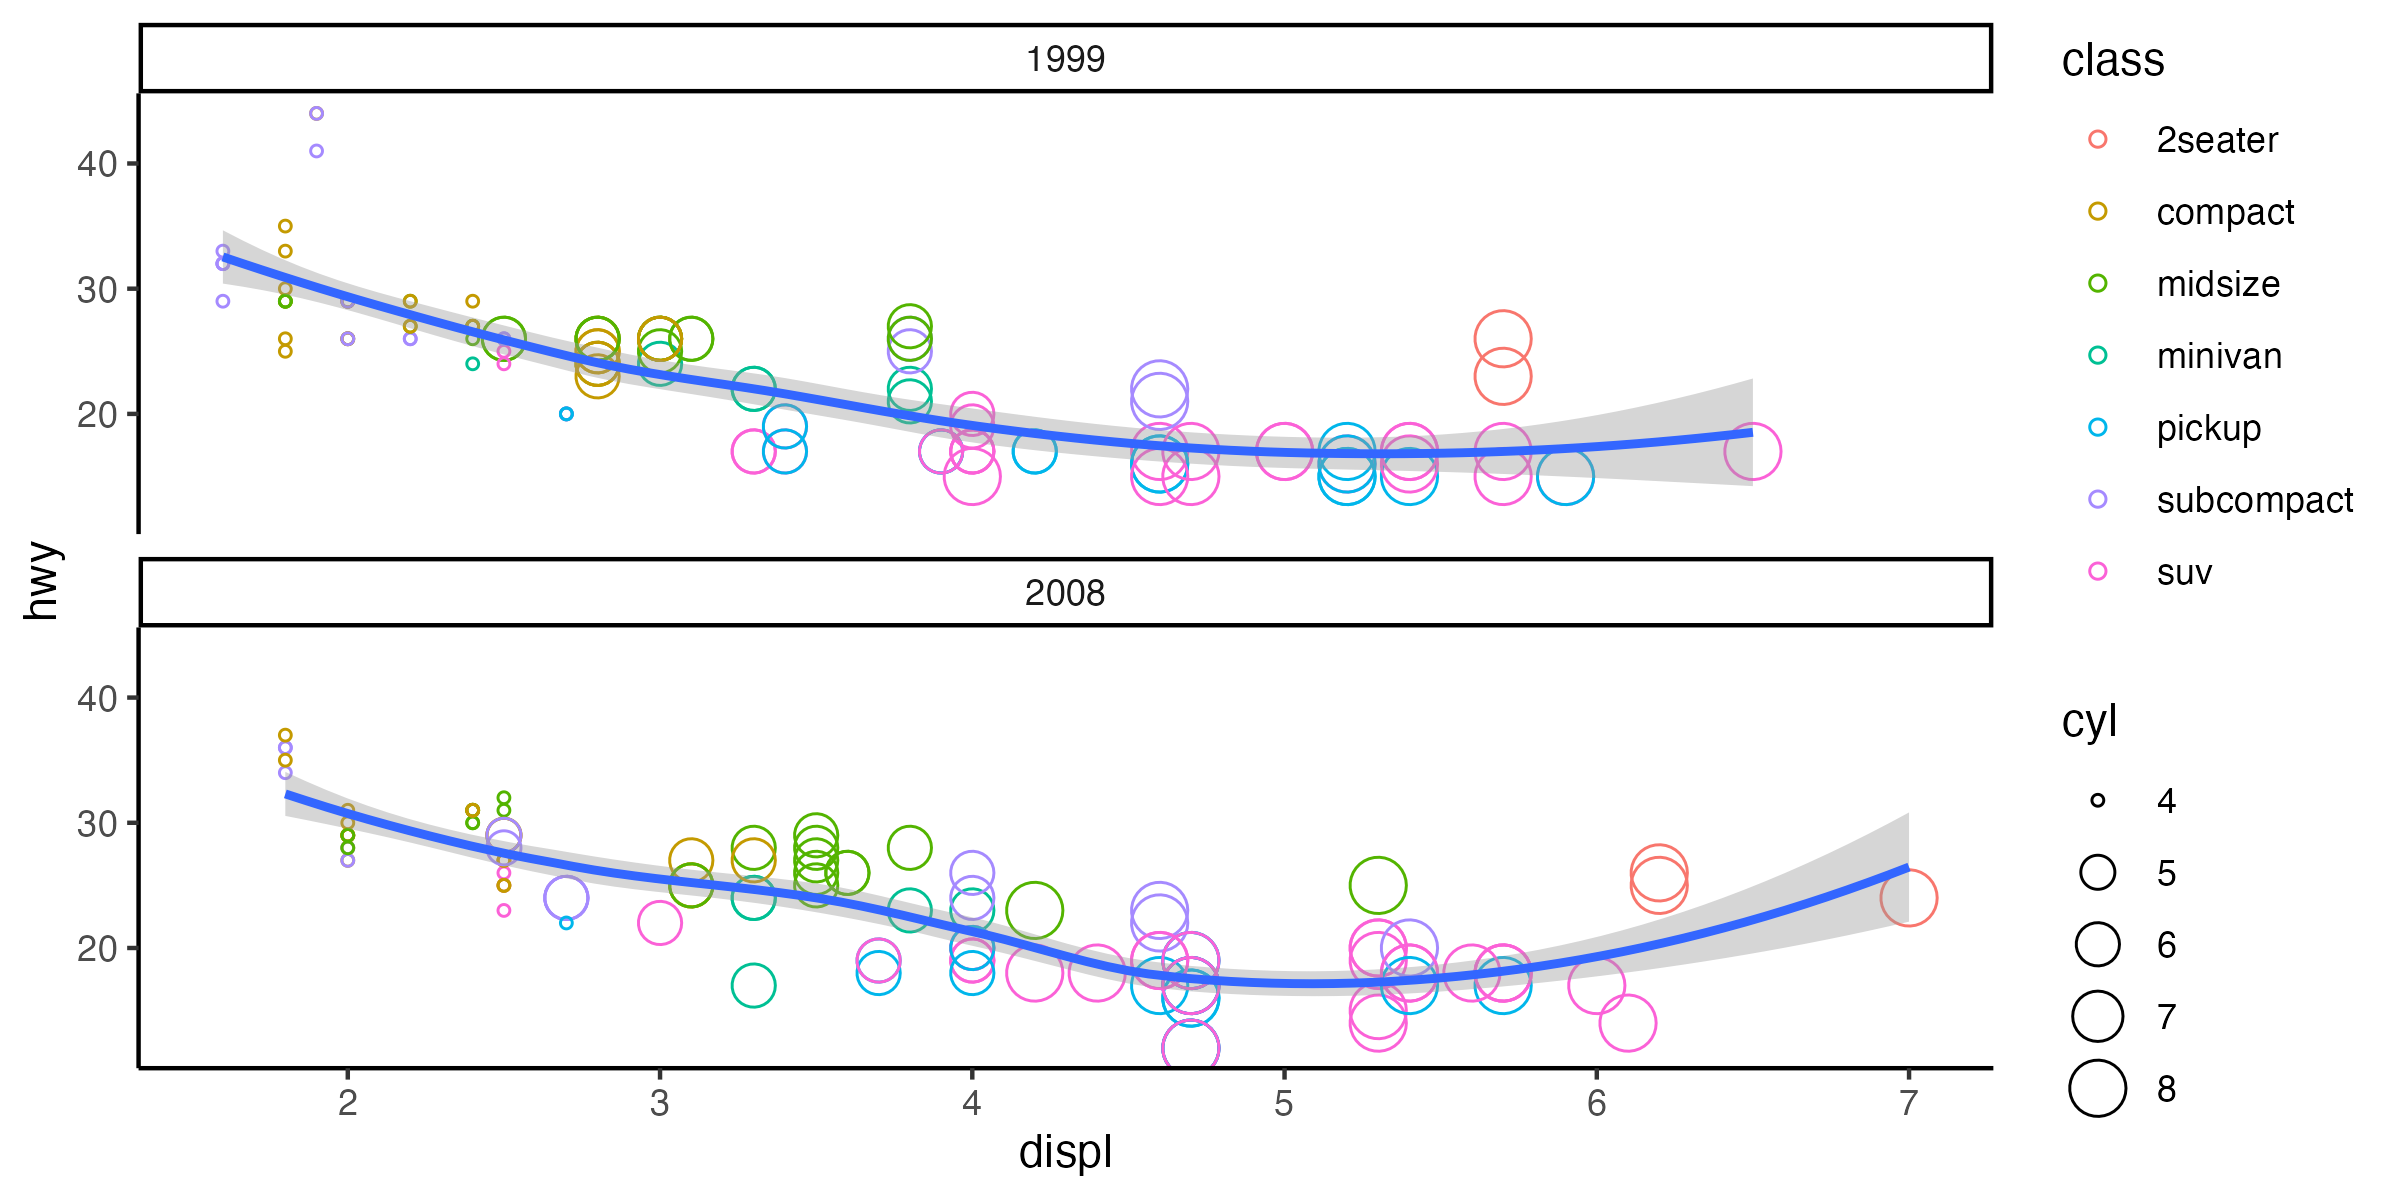 1999
class
2seater
compact
midsize
minivan
pickup
subcompact
suv
40
30
20
hwy
2008
40
30
20
cyl
4
5
6
7
8
2 3 4 5 6 7
displ